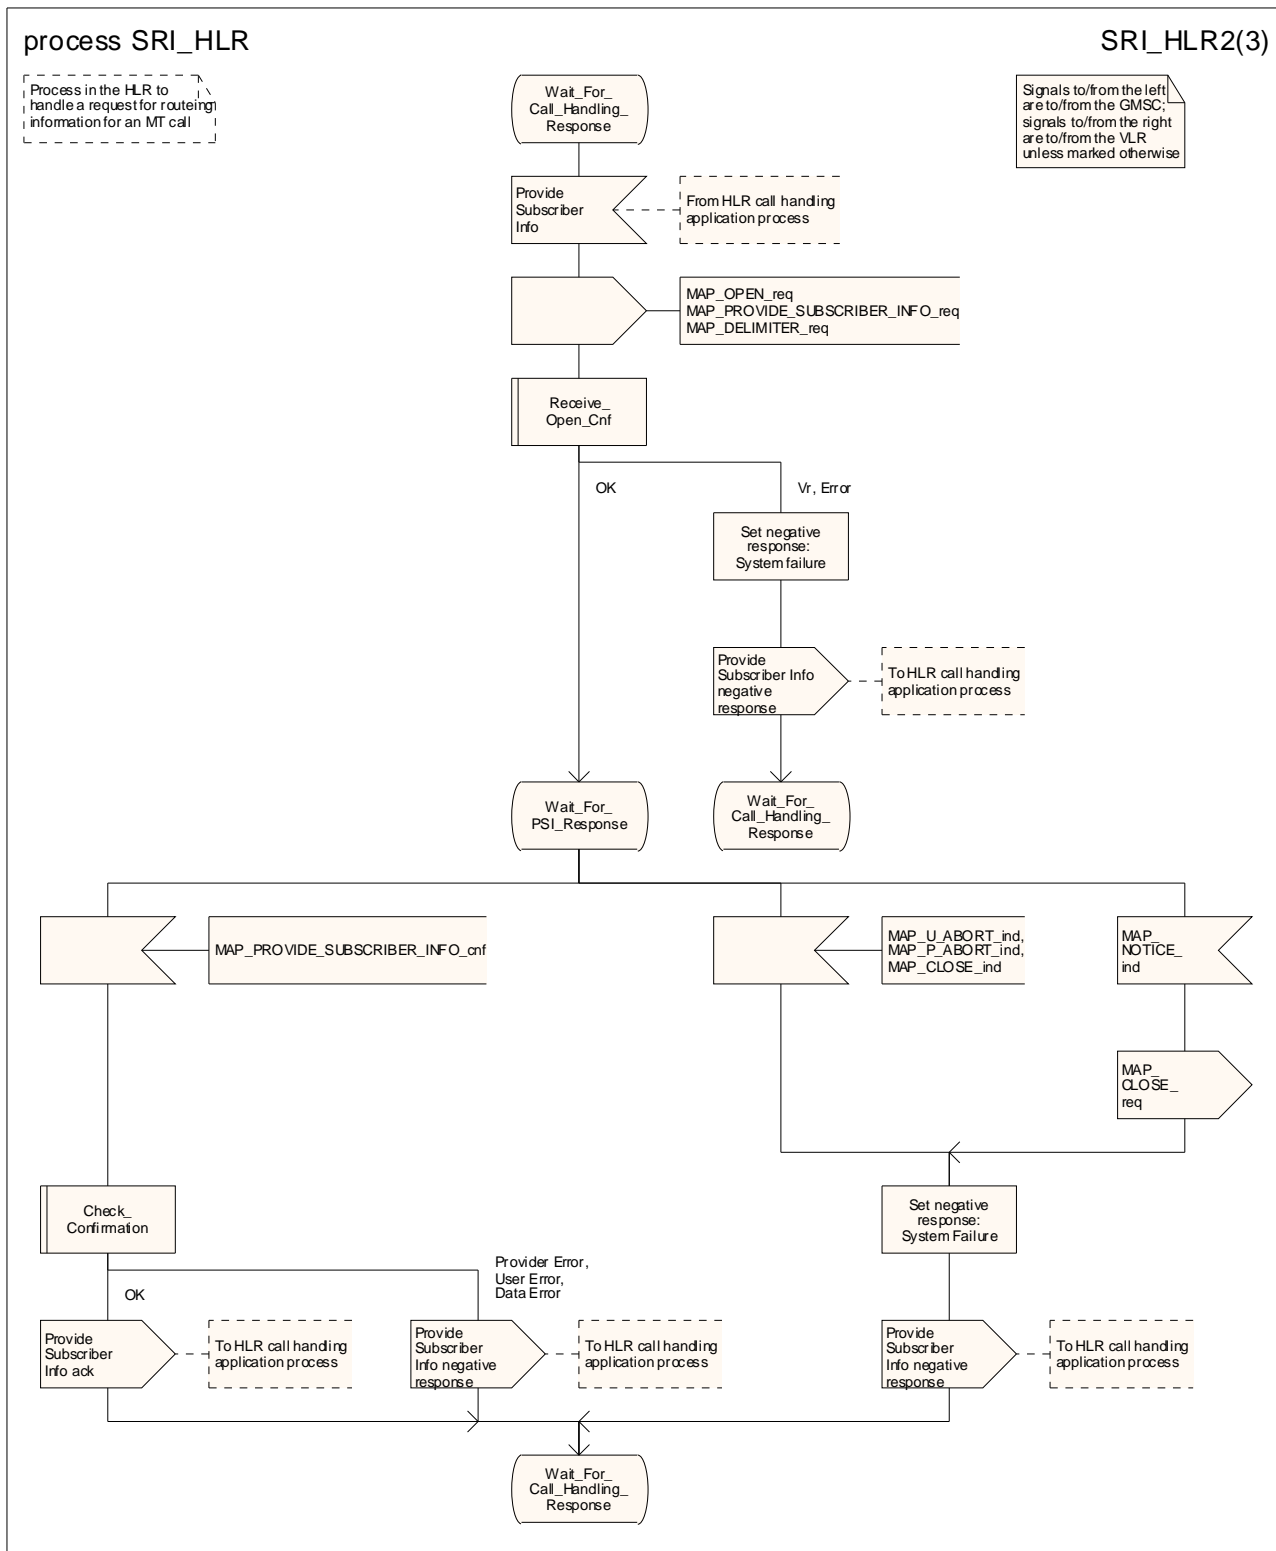 process SRI_HLR
SRI_HLR2(3)
Process in the HLR to
handle a request for routeing
information for an MT call
Wait_For_
Call_Handling_
Response
Signals to/from the left
are to/from the GMSC;
signals to/from the right
are to/from the VLR
unless marked otherwise
Provide
Subscriber
Info
From HLR call handling
application process
MAP_OPEN_req
MAP_PROVIDE_SUBSCRIBER_INFO_req
MAP_DELIMITER_req
Receive_
Open_Cnf
OK
Vr, Error
Set negative
response:
System failure
Provide
Subscriber Info
negative
response
To HLR call handling
application process
Wait_For_
PSI_Response
Wait_For_
Call_Handling_
Response
MAP_PROVIDE_SUBSCRIBER_INFO_cnf
MAP_U_ABORT_ind,
MAP_P_ABORT_ind,
MAP_CLOSE_ind
MAP_
NOTICE_
ind
MAP_
CLOSE_
req
Check_
Confirmation
Set negative
response:
System Failure
OK
Provider Error,
User Error,
Data Error
Provide
Subscriber
Info ack
To HLR call handling
application process
Provide
Subscriber
Info negative
response
To HLR call handling
application process
Provide
Subscriber
Info negative
response
To HLR call handling
application process
Wait_For_
Call_Handling_
Response